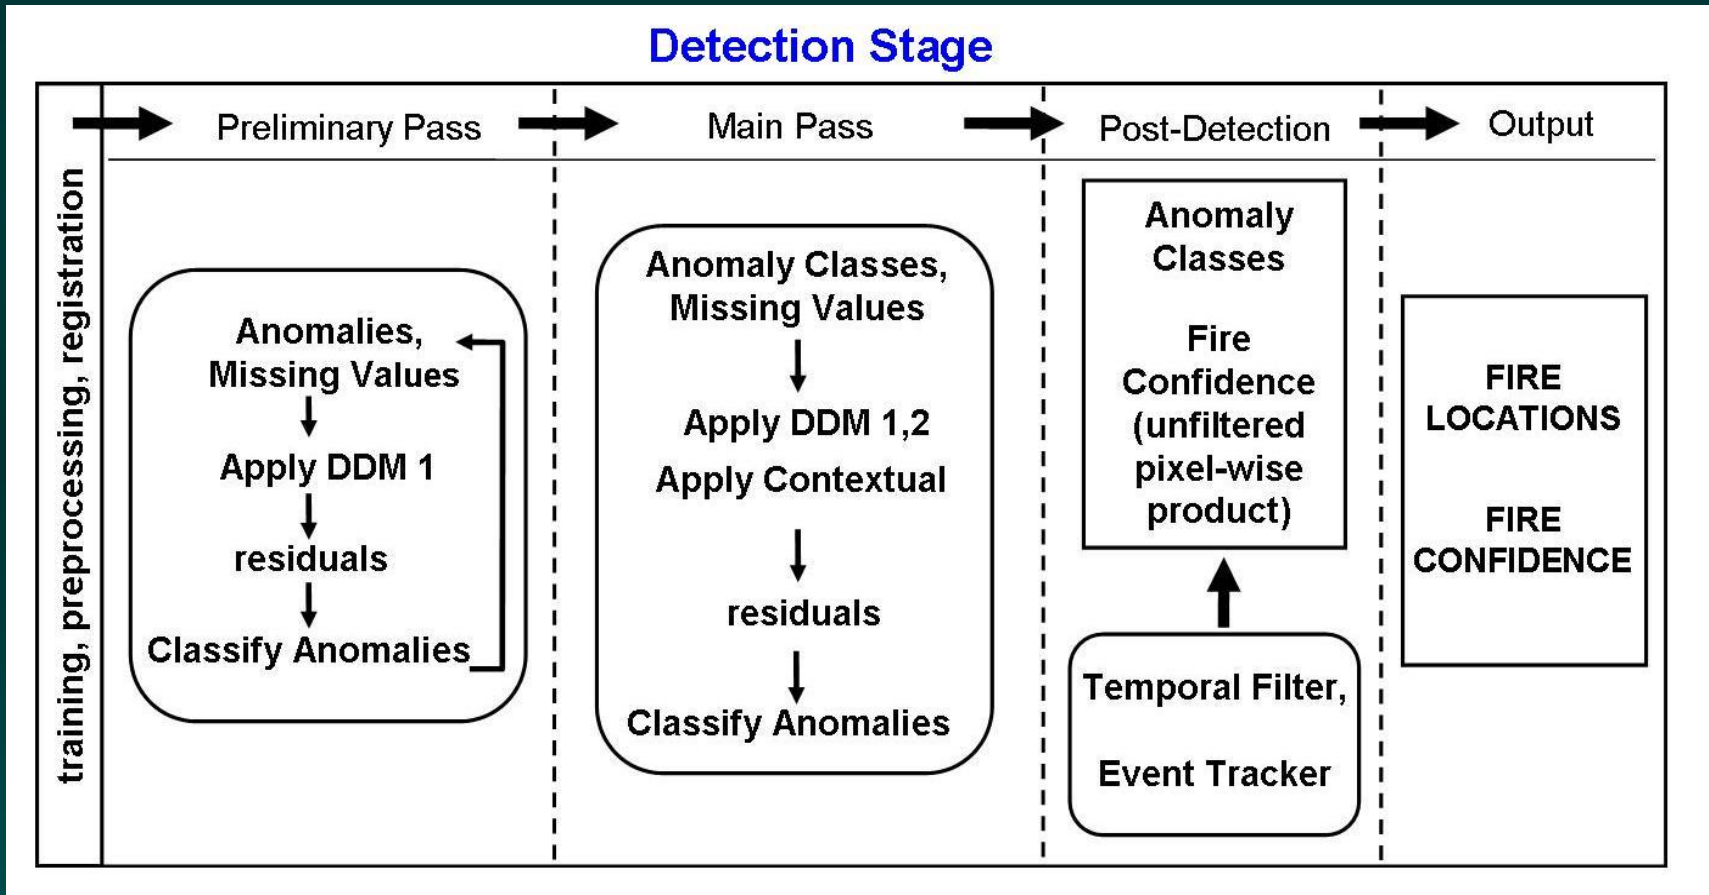 Detection Stage
training, preprocessing, registration
Preliminary Pass
Anomalies,
Missing Values
Apply DDM 1
residuals
Classify Anomalies
Main Pass
Anomaly Classes,
Missing Values
Apply DDM 1,2
Apply Contextual
residuals
Classify Anomalies
Post-Detection
Anomaly
Classes
Fire
Confidence
(unfiltered
pixel-wise
product)
Temporal Filter,
Event Tracker
Output
FIRE
LOCATIONS
FIRE
CONFIDENCE